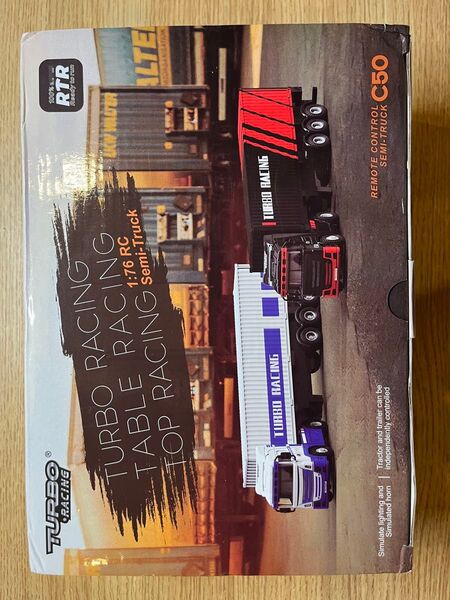 TURBO®
RACING
100% RTR
Ready to run
TURBO RACING
TABLE RACING
TOP RACING
1:76 RC
Semi-Truck
WALTER
TURBO RACING
TURBO RACING
REMOTE CONTROL
SEMI-TRUCK C50
Simulate lighting and
Simulated horn
Tractor and trailer can be
independently controlled